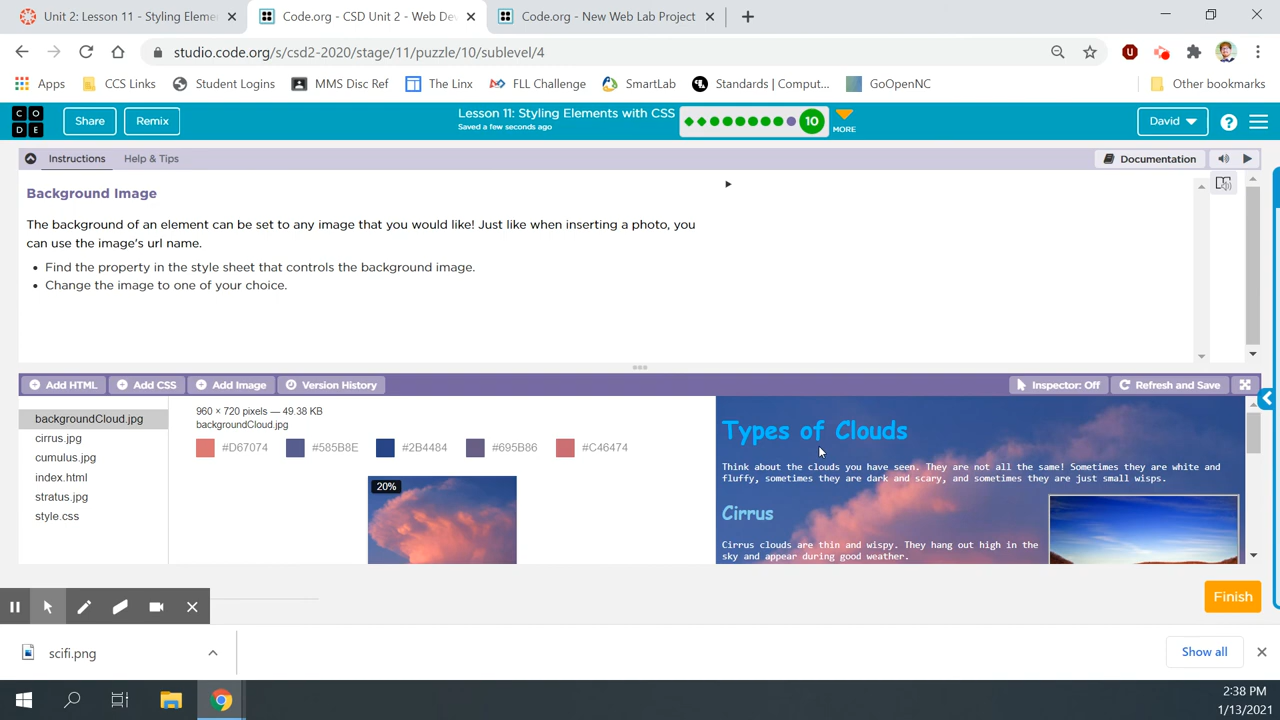 Unit 2: Lesson 11 - Styling Eleme
Code.org - CSD Unit 2 - Web De
Code.org - New Web Lab Project
studio.code.org/s/csd2-2020/stage/11/puzzle/10/sublevel/4
Apps
CCS Links
Student Logins
MMS Disc Ref
The Linx
FLL Challenge
SmartLab
Standards | Comput...
GoOpenNC
Other bookmarks
C O
D E
Share
Remix
Lesson 11: Styling Elements with CSS
Saved a few seconds ago
10
MORE
David
Instructions
Help & Tips
Documentation
Background Image
The background of an element can be set to any image that you would like! Just like when inserting a photo, you
can use the image's url name.
• Find the property in the style sheet that controls the background image.
• Change the image to one of your choice.
Add HTML
Add CSS
Add Image
Version History
Inspector: Off
Refresh and Save
backgroundCloud.jpg
cirrus.jpg
cumulus.jpg
index.html
stratus.jpg
style.css
960 × 720 pixels — 49.38 KB
backgroundCloud.jpg
#D67074
#585B8E
#2B4484
#695B86
#C46474
20%
Types of Clouds
Think about the clouds you have seen. They are not all the same! Sometimes they are white and
fluffy, sometimes they are dark and scary, and sometimes they are just small wisps.
Cirrus
Cirrus clouds are thin and wispy. They hang out high in the
sky and appear during good weather.
Finish
scifi.png
Show all
2:38 PM
1/13/2021